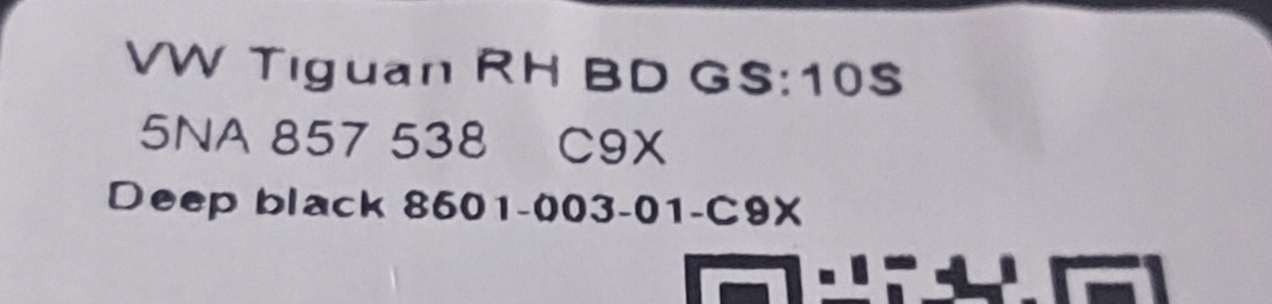 VW Tiguan RH BD GS:10S
5NA 857 538 C9X
Deep black 8601-003-01-C9X